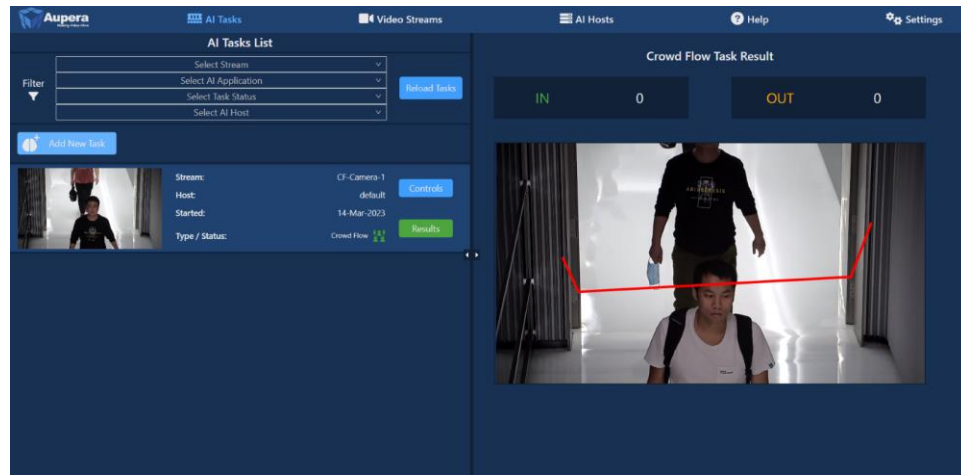 Aupera
AI Tasks
Video Streams
AI Hosts
Help
Settings
AI Tasks List
Filter
Select Stream
Select AI Application
Select Task Status
Select AI Host
Reload Tasks
Add New Task
Stream: CF-Camera-1
Host: default
Started: 14-Mar-2023
Type / Status: Crowd Flow
Controls
Results
Crowd Flow Task Result
IN 0
OUT 0